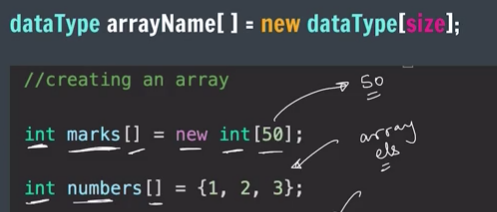 dataType arrayName[ ] = new dataType[size];
//creating an array
50
int marks[] = new int[50];
array
els
int numbers[] = {1, 2, 3};